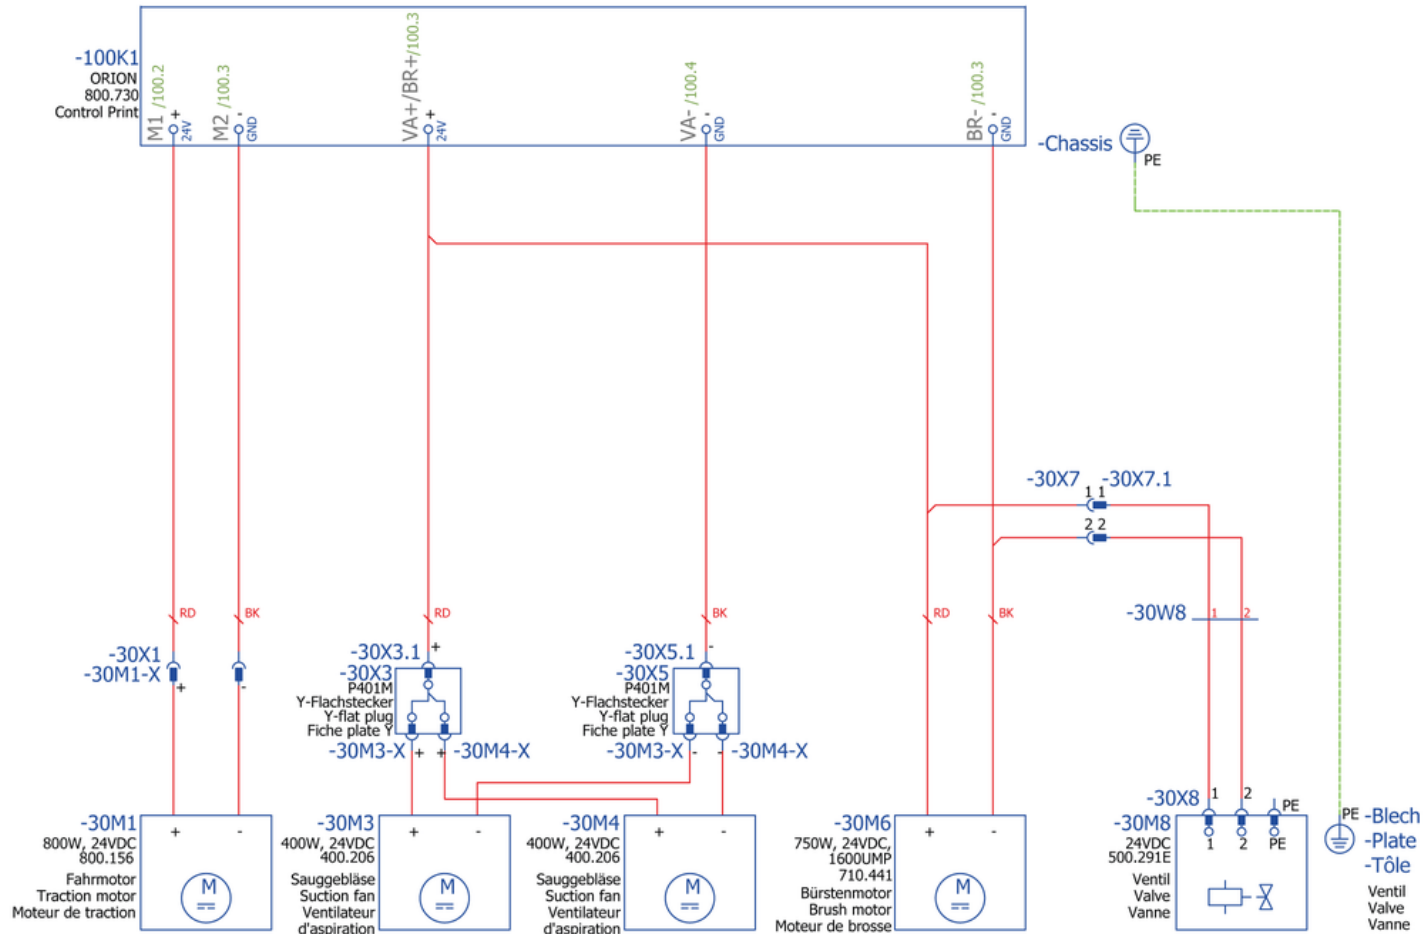 -100K1
ORION
800.730
Control Print
M1 /100.2
+
24V
M2 /100.3
-
GND
VA+/BR+ /100.3
+
24V
VA- /100.4
-
GND
BR- /100.3
-
GND
-Chassis
PE
-30X7
-30X7.1
1 1
2 2
RD
BK
RD
BK
RD
BK
-30W8
1
2
-30X1
-30M1-X
+
-
-30X3.1
+
-30X3
P401M
Y-Flachstecker
Y-flat plug
Fiche plate Y
-30M3-X
+
+
-30M4-X
-30X5.1
-
-30X5
P401M
Y-Flachstecker
Y-flat plug
Fiche plate Y
-30M3-X
-
-
-30M4-X
-30M1
800W, 24VDC
800.156
Fahrmotor
Traction motor
Moteur de traction
+
-
M
-30M3
400W, 24VDC
400.206
Sauggebläse
Suction fan
Ventilateur
d'aspiration
+
-
M
-30M4
400W, 24VDC
400.206
Sauggebläse
Suction fan
Ventilateur
d'aspiration
+
-
M
-30M6
750W, 24VDC,
1600UMP
710.441
Bürstenmotor
Brush motor
Moteur de brosse
+
-
M
-30X8
1
2
PE
-30M8
24VDC
500.291E
Ventil
Valve
Vanne
1
2
PE
PE
-Blech
-Plate
-Tôle
Ventil
Valve
Vanne